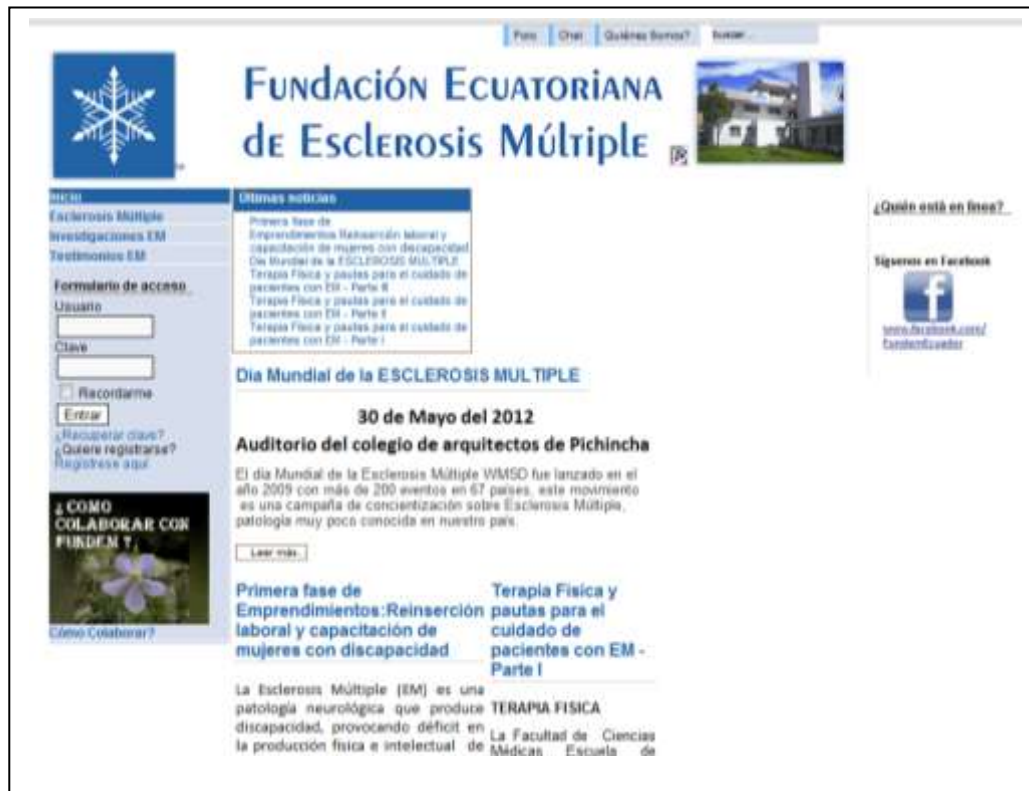 Foro
Chat
Quiénes Somos?
buscar...
Fundación Ecuatoriana
de Esclerosis Múltiple
Inicio
Esclerosis Múltiple
Investigaciones EM
Testimonios EM
Formulario de acceso
Usuario
Clave
Recordarme
Entrar
¿Recuperar clave?
¿Quiere registrarse?
Regístrese aquí
¿ COMO
COLABORAR CON
FUNDEM ?
Cómo Colaborar?
Últimas noticias
Primera fase de
Emprendimientos Reinserción laboral y
capacitación de mujeres con discapacidad
Dia Mundial de la ESCLEROSIS MULTIPLE
Terapia Física y pautas para el cuidado de
pacientes con EM - Parte III
Terapia Física y pautas para el cuidado de
pacientes con EM - Parte II
Terapia Física y pautas para el cuidado de
pacientes con EM - Parte I
Dia Mundial de la ESCLEROSIS MULTIPLE
30 de Mayo del 2012
Auditorio del colegio de arquitectos de Pichincha
El día Mundial de la Esclerosis Múltiple WMSD fue lanzado en el
año 2009 con más de 200 eventos en 67 países, este movimiento
es una campaña de concientización sobre Esclerosis Múltiple,
patología muy poco conocida en nuestro país.
Leer más
Primera fase de
Emprendimientos:Reinserción
laboral y capacitación de
mujeres con discapacidad
La Esclerosis Múltiple (EM) es una
patología neurológica que produce
discapacidad, provocando déficit en
la producción física e intelectual de
Terapia Física y
pautas para el
cuidado de
pacientes con EM -
Parte I
TERAPIA FISICA
La Facultad de Ciencias
Médicas Escuela de
¿Quién está en línea?
Síguenos en Facebook
www.facebook.com/
FundemEcuador